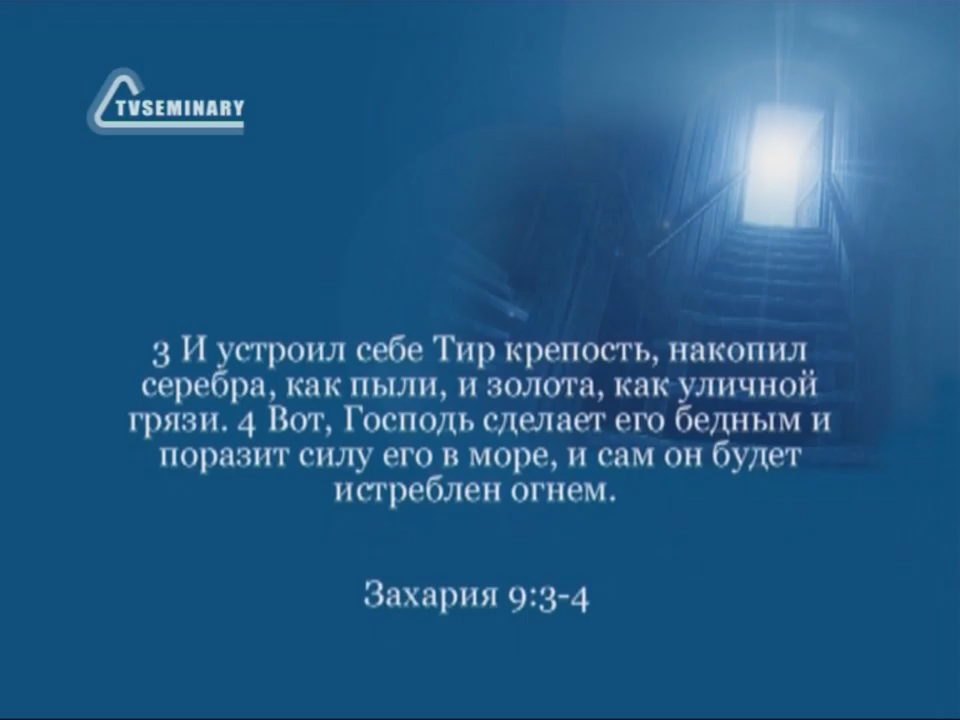 TVSEMINARY
3 И устроил себе Тир крепость, накопил
серебра, как пыли, и золота, как уличной
грязи. 4 Вот, Господь сделает его бедным и
поразит силу его в море, и сам он будет
истреблен огнем.
Захария 9:3-4